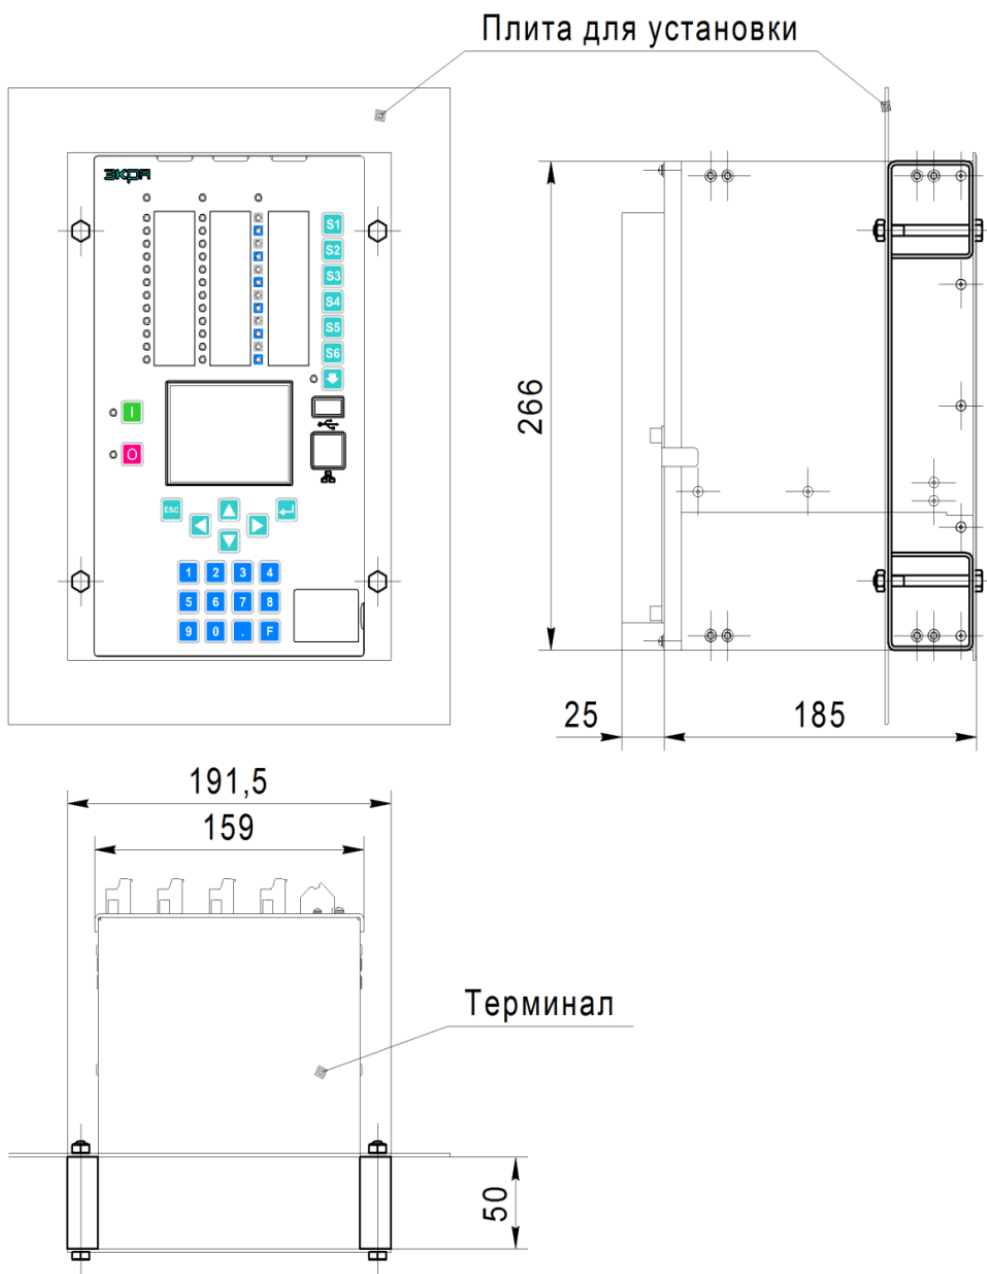 Плита для установки
ЭКРА
S1
S2
S3
S4
S5
S6
I
O
ESC
1 2 3 4
5 6 7 8
9 0 . F
266
25
185
191,5
159
Терминал
50